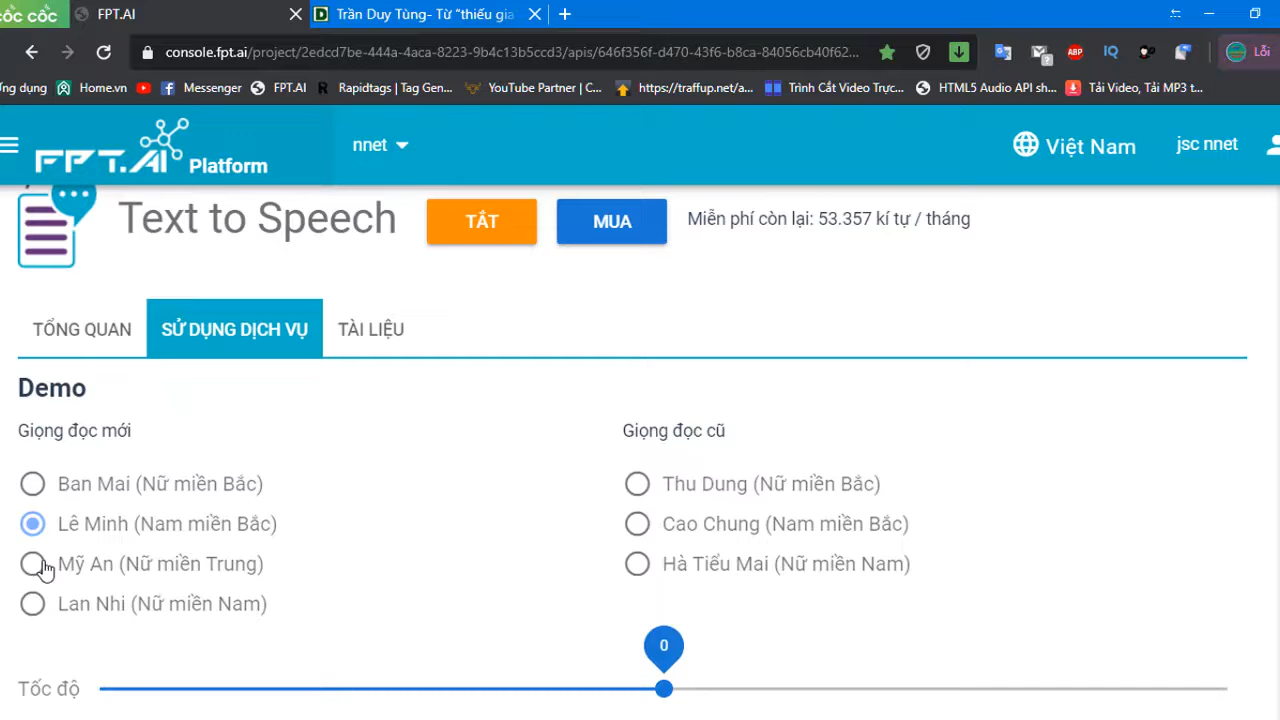 cốc cốc
FPT.AI
Trần Duy Tùng- Từ "thiếu gia
console.fpt.ai/project/2edcd7be-444a-4aca-8223-9b4c13b5ccd3/apis/646f356f-d470-43f6-b8ca-84056cb40f62...
ABP
IQ
Lỗi
ứng dụng
Home.vn
Messenger
FPT.AI
Rapidtags | Tag Gen...
YouTube Partner | C...
https://traffup.net/a...
Trình Cắt Video Trực...
HTML5 Audio API sh...
Tải Video, Tải MP3 t...
FPT.AI Platform
nnet
Việt Nam
jsc nnet
Text to Speech
TẮT
MUA
Miễn phí còn lại: 53.357 kí tự / tháng
TỔNG QUAN
SỬ DỤNG DỊCH VỤ
TÀI LIỆU
Demo
Giọng đọc mới
Ban Mai (Nữ miền Bắc)
Lê Minh (Nam miền Bắc)
Mỹ An (Nữ miền Trung)
Lan Nhi (Nữ miền Nam)
Giọng đọc cũ
Thu Dung (Nữ miền Bắc)
Cao Chung (Nam miền Bắc)
Hà Tiểu Mai (Nữ miền Nam)
0
Tốc độ